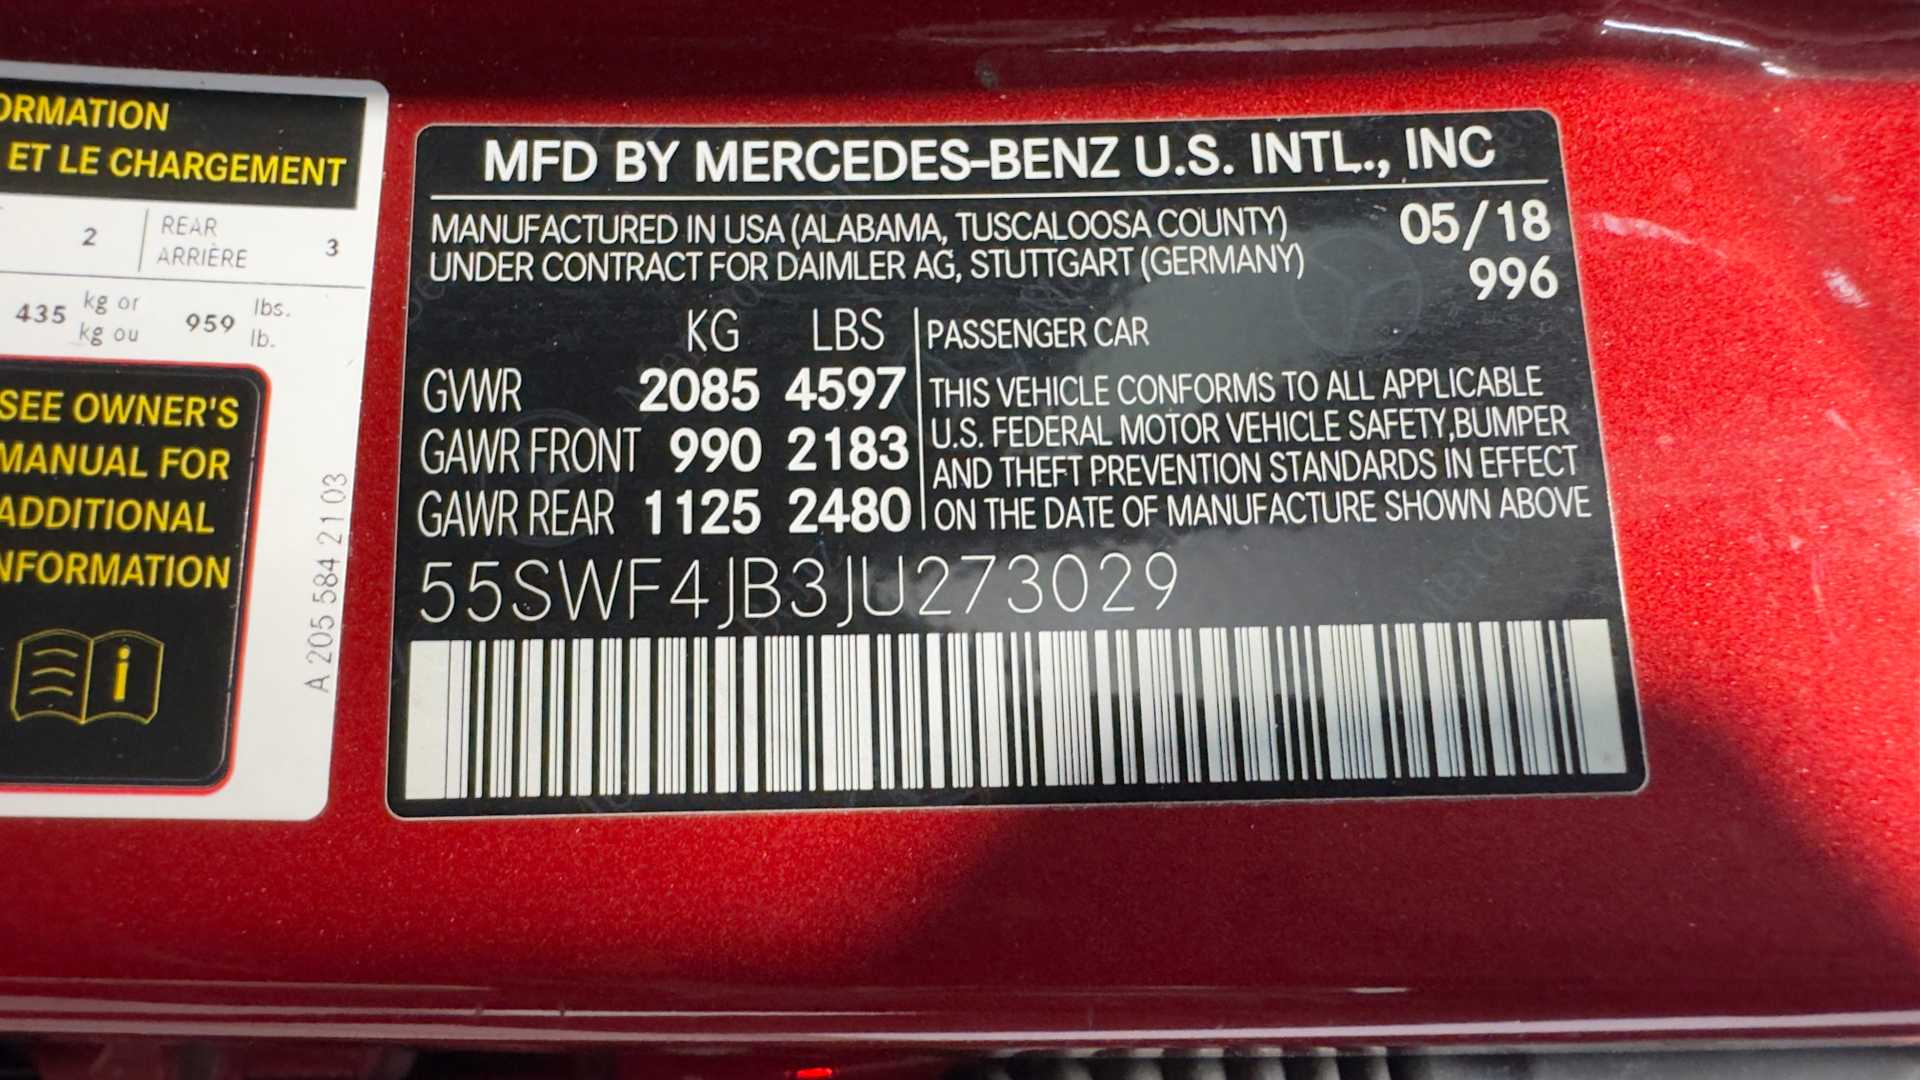 ORMATION
ET LE CHARGEMENT
2
REAR
ARRIÈRE
3
435 kg or
kg ou
959 lbs.
lb.
SEE OWNER'S
MANUAL FOR
ADDITIONAL
NFORMATION
A 205 584 21 03
MFD BY MERCEDES-BENZ U.S. INTL., INC
MANUFACTURED IN USA (ALABAMA, TUSCALOOSA COUNTY)
UNDER CONTRACT FOR DAIMLER AG, STUTTGART (GERMANY)
05/18
996
KG LBS
GVWR 2085 4597
GAWR FRONT 990 2183
GAWR REAR 1125 2480
PASSENGER CAR
THIS VEHICLE CONFORMS TO ALL APPLICABLE
U.S. FEDERAL MOTOR VEHICLE SAFETY,BUMPER
AND THEFT PREVENTION STANDARDS IN EFFECT
ON THE DATE OF MANUFACTURE SHOWN ABOVE
55SWF4JB3JU273029